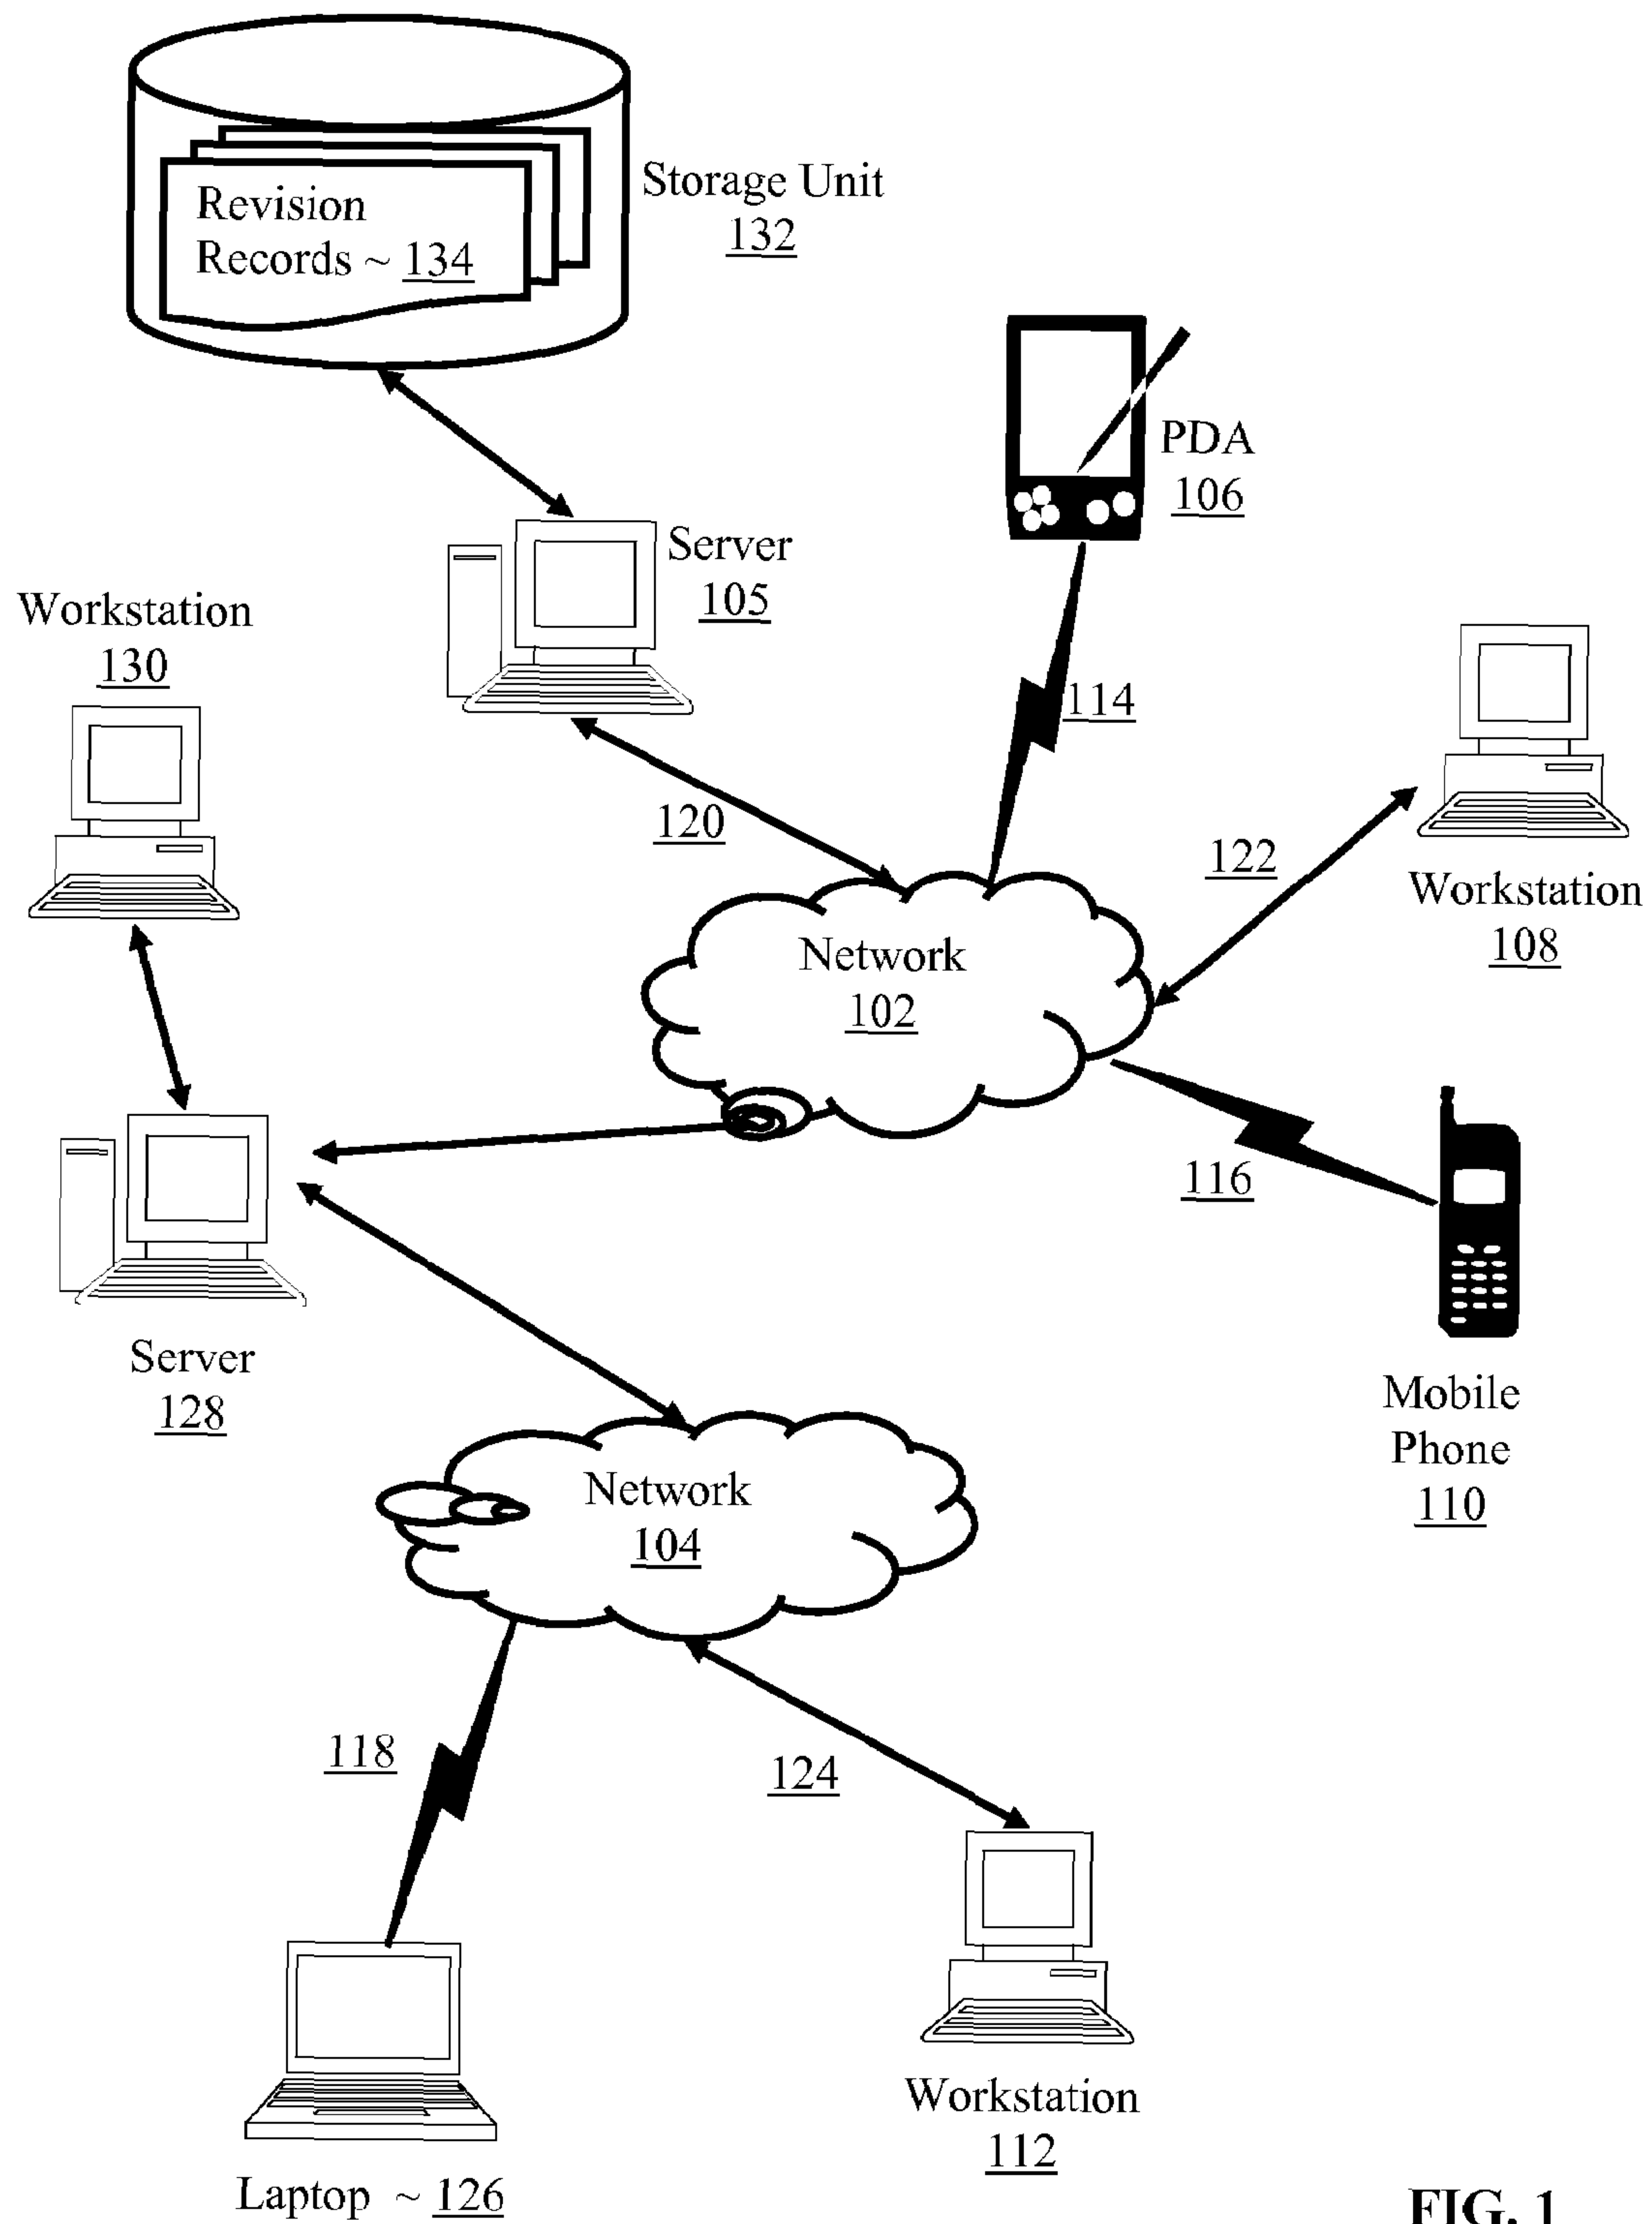 Revision
Records ~ 134
Storage Unit
132
PDA
106
Server
105
Workstation
130
114
120
122
Workstation
108
Network
102
116
Server
128
Mobile
Phone
110
Network
104
118
124
Workstation
112
Laptop ~ 126
FIG. 1